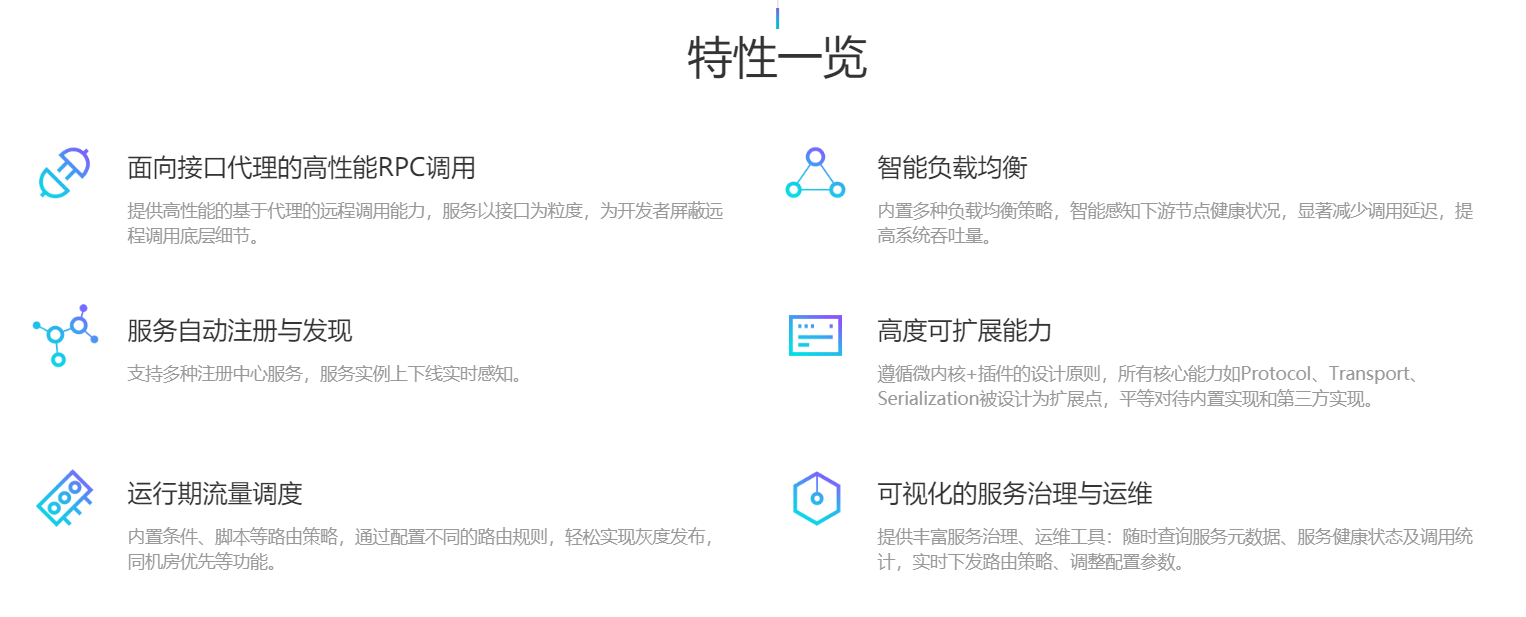 特性一览
面向接口代理的高性能RPC调用
提供高性能的基于代理的远程调用能力，服务以接口为粒度，为开发者屏蔽远
程调用底层细节。
智能负载均衡
内置多种负载均衡策略，智能感知下游节点健康状况，显著减少调用延迟，提
高系统吞吐量。
服务自动注册与发现
支持多种注册中心服务，服务实例上下线实时感知。
高度可扩展能力
遵循微内核+插件的设计原则，所有核心能力如Protocol、Transport、
Serialization被设计为扩展点，平等对待内置实现和第三方实现。
运行期流量调度
内置条件、脚本等路由策略，通过配置不同的路由规则，轻松实现灰度发布，
同机房优先等功能。
可视化的服务治理与运维
提供丰富服务治理、运维工具：随时查询服务元数据、服务健康状态及调用统
计，实时下发路由策略、调整配置参数。